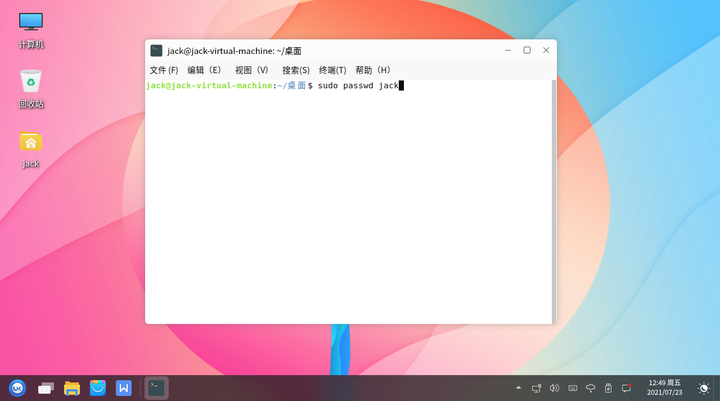 计算机
回收站
jack
jack@jack-virtual-machine: ~/桌面
文件 (F) 编辑（E） 视图（V） 搜索(S) 终端(T) 帮助（H）
jack@jack-virtual-machine:~/桌面$ sudo passwd jack
UK
W
12:49 周五
2021/07/23